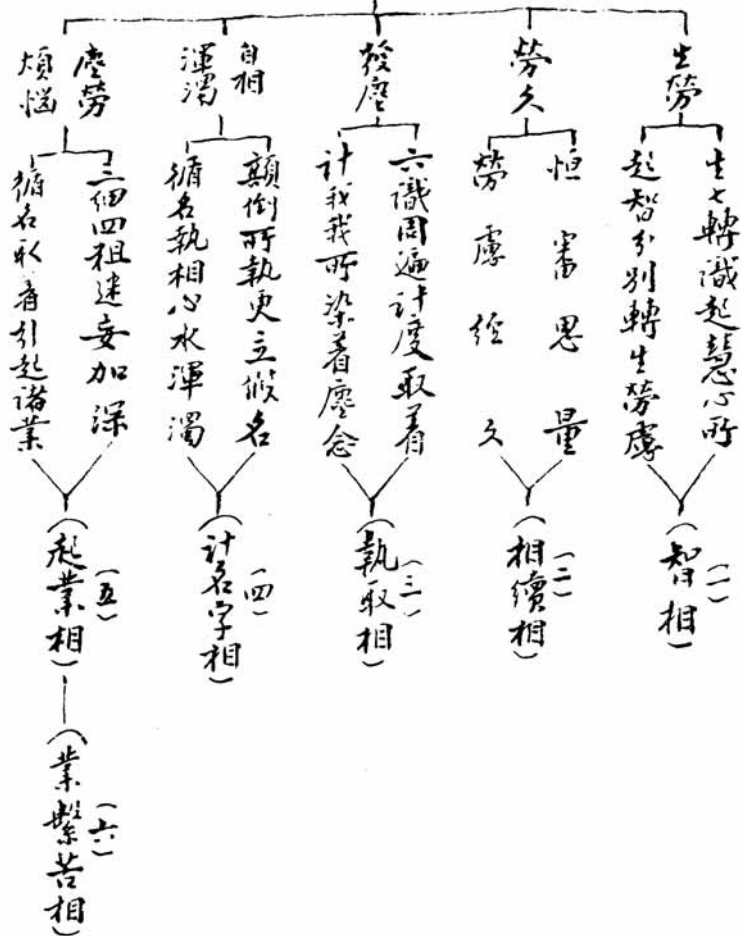 生勞
生七轉識起慧心所
起智分別轉生勞慮
(一)
(智相)
勞久
恒審思量
勞慮經久
(二)
(相續相)
發塵
六識周遍計度取着
計我我所染着塵念
(三)
(執取相)
自相
渾濁
顛倒所執更立假名
循名執相心水渾濁
(四)
(計名字相)
塵勞
煩惱
三細四粗迷妄加深
循名取着引起諸業
(五)
(起業相)
(六)
(業繫苦相)